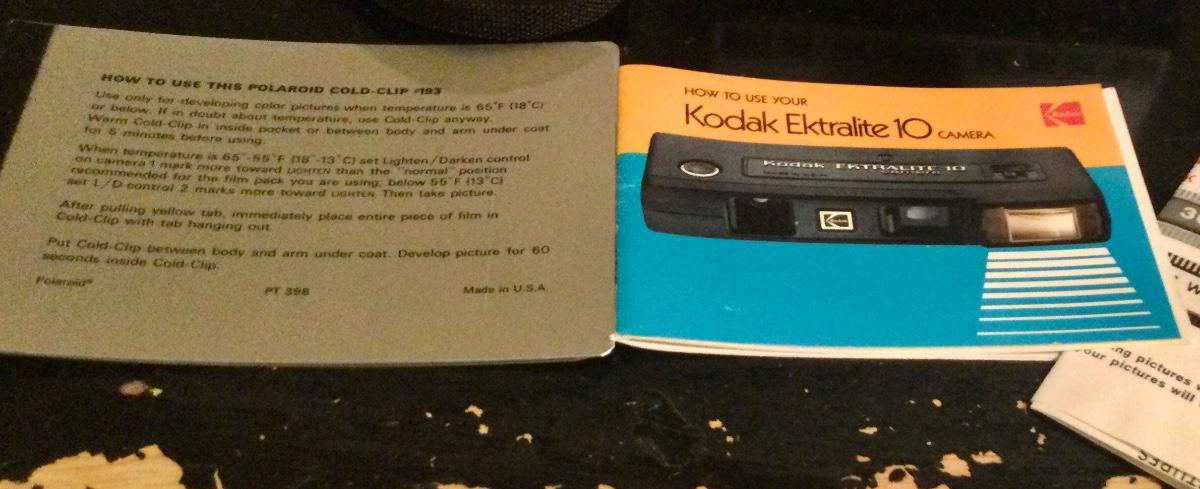 HOW TO USE THIS POLAROID COLD-CLIP #193
Use only for developing color pictures when temperature is 65°F (18°C)
or below. If in doubt about temperature, use Cold-Clip anyway.
Warm Cold-Clip in inside pocket or between body and arm under coat
for 5 minutes before using.
When temperature is 65°-55°F (18°-13°C) set Lighten/Darken control
on camera 1 mark more toward LIGHTEN than the "normal" position
recommended for the film pack you are using; below 55°F (13°C)
set L/D control 2 marks more toward LIGHTEN. Then take picture.
After pulling yellow tab, immediately place entire piece of film in
Cold-Clip with tab hanging out.
Put Cold-Clip between body and arm under coat. Develop picture for 60
seconds inside Cold-Clip.
Polaroid® PT 398 Made in U.S.A.
HOW TO USE YOUR
Kodak Ektralite 10 CAMERA
Kodak
Kodak EKTRALITE 10
Kodak
3
ng pictures
our pictures will